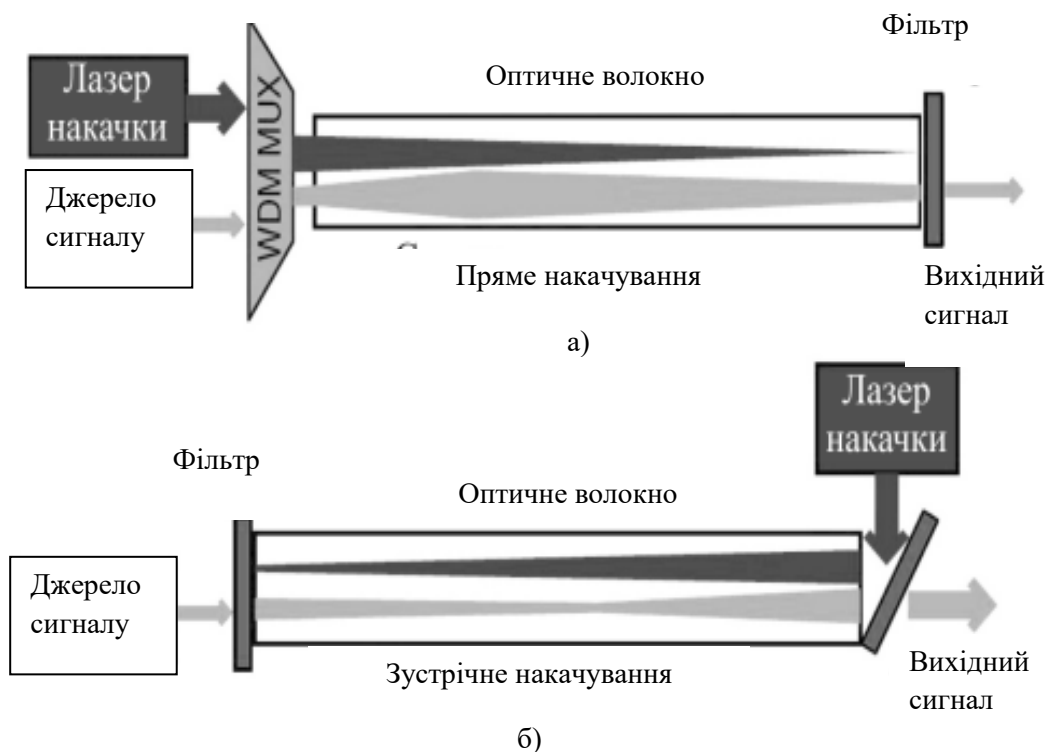 Фільтр
Оптичне волокно
Лазер
накачки
WDM MUX
Джерело
сигналу
Пряме накачування
Вихідний
сигнал
а)
Лазер
накачки
Фільтр
Оптичне волокно
Джерело
сигналу
Зустрічне накачування
Вихідний
сигнал
б)